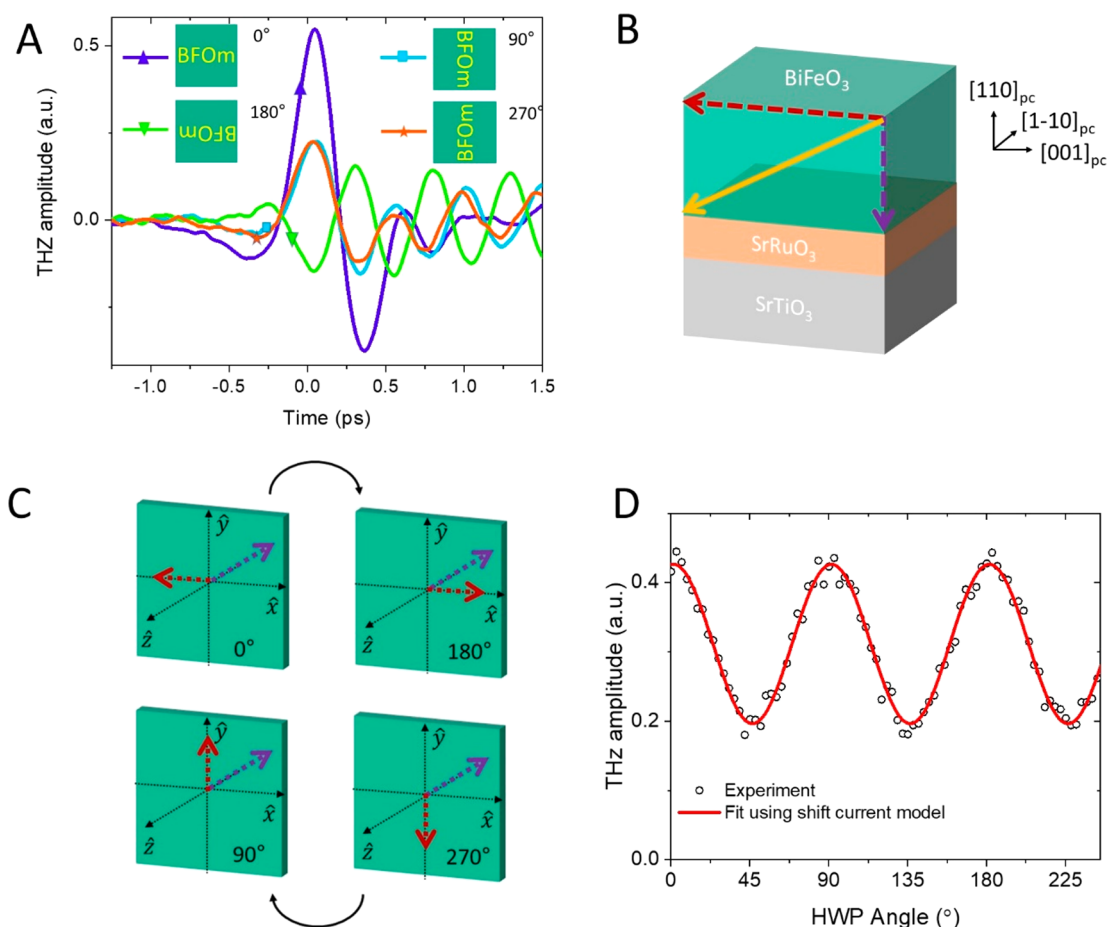 A
0.5
0.0
THZ amplitude (a.u.)
BFOm
0°
BFOm
90°
BFOm
180°
BFOm
270°
-1.0
-0.5
0.0
0.5
1.0
1.5
Time (ps)
B
BiFeO3
SrRuO3
SrTiO3
[110]pc
[1-10]pc
[001]pc
C
ŷ
x̂
ẑ
0°
ŷ
x̂
ẑ
180°
ŷ
x̂
ẑ
90°
ŷ
x̂
ẑ
270°
D
0.4
0.2
0.0
THz amplitude (a.u.)
Experiment
Fit using shift current model
0
45
90
135
180
225
HWP Angle (°)